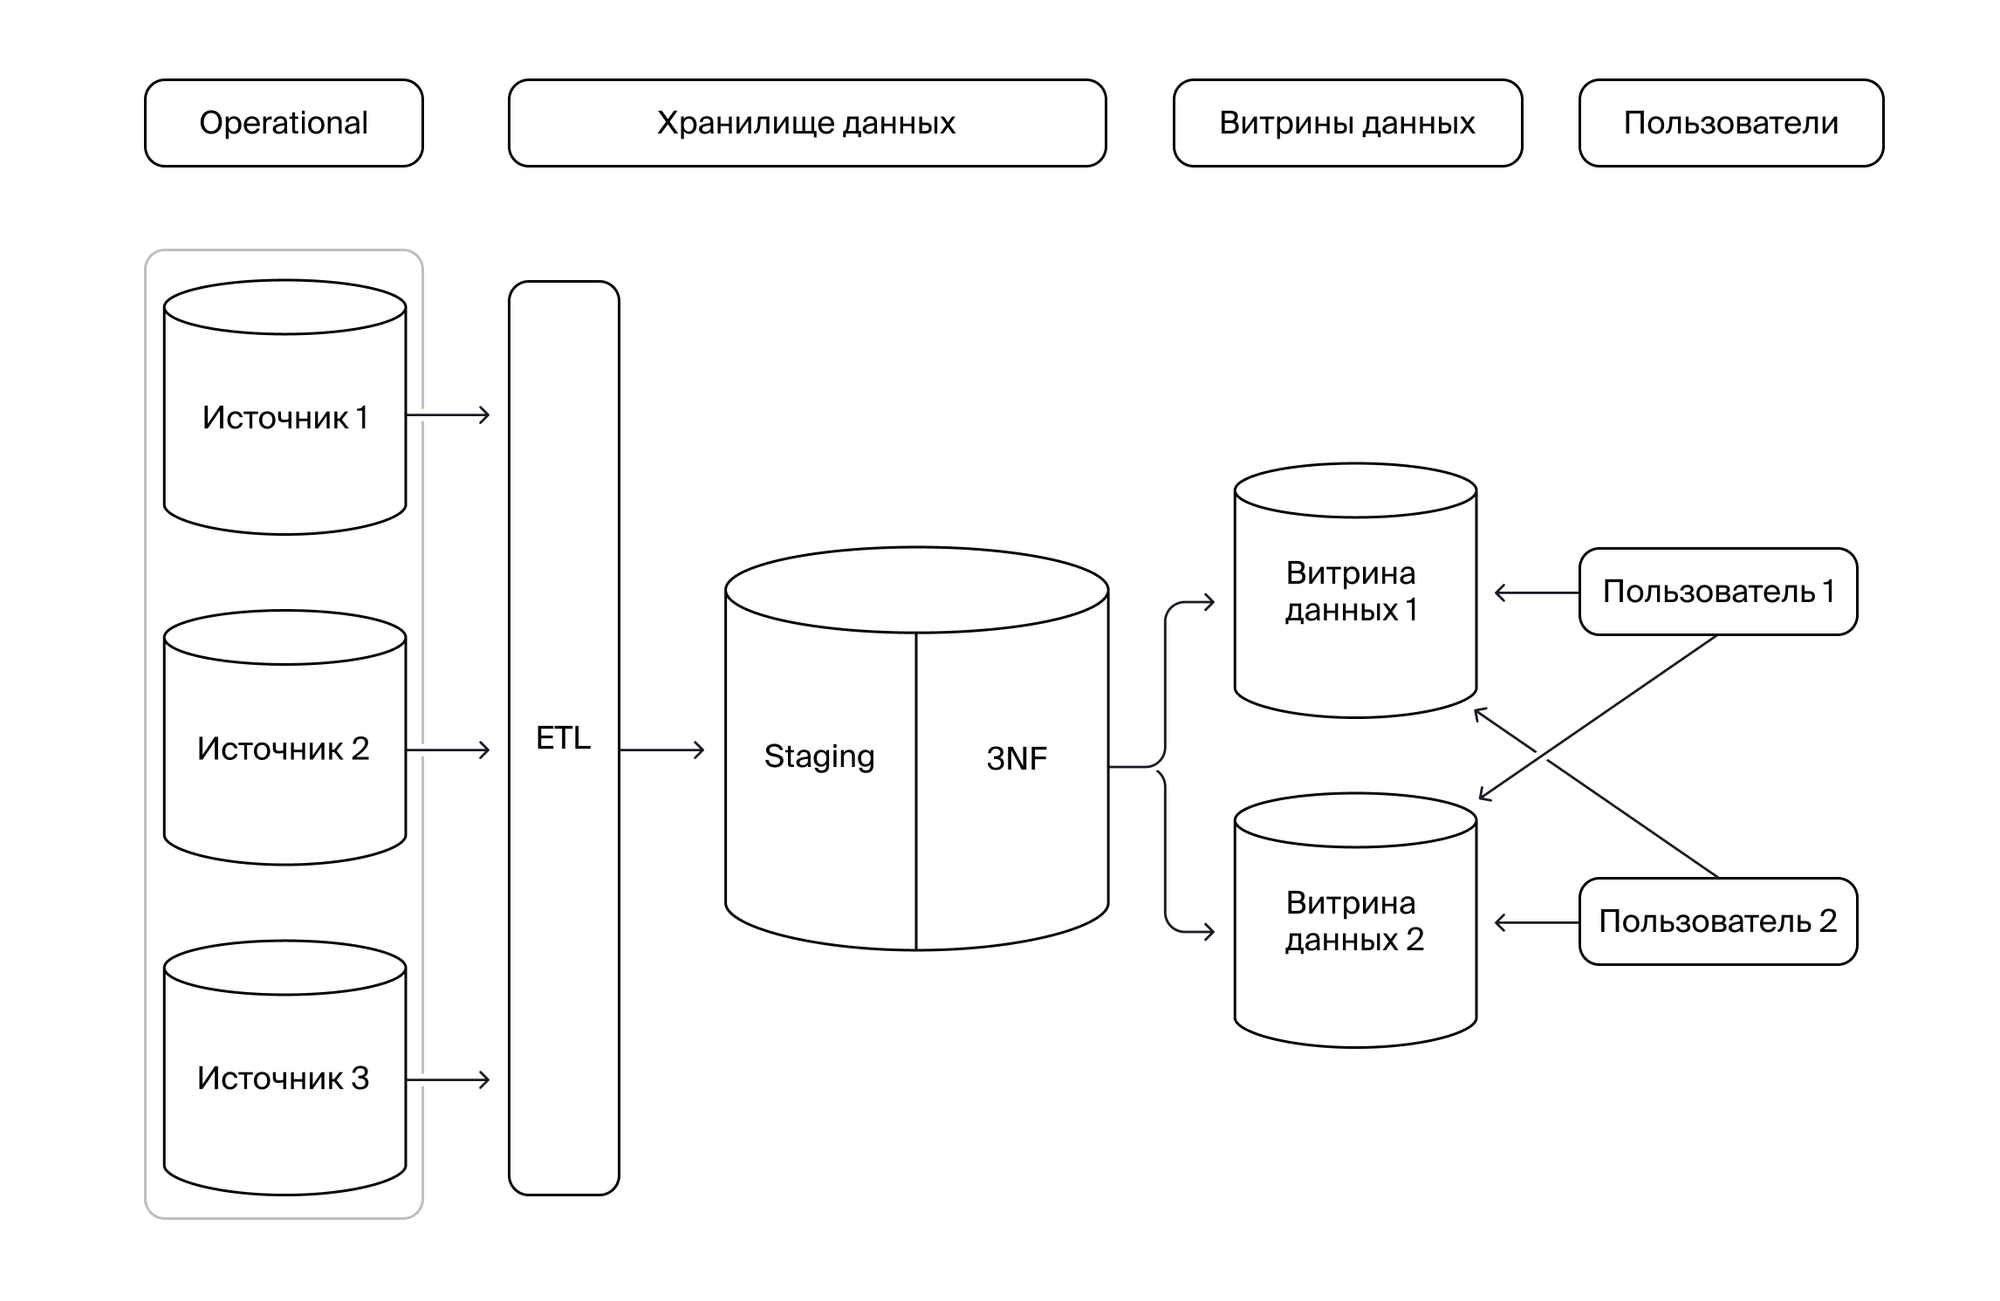 Operational
Хранилище данных
Витрины данных
Пользователи
Источник 1
Источник 2
Источник 3
ETL
Staging
3NF
Витрина
данных 1
Витрина
данных 2
Пользователь 1
Пользователь 2